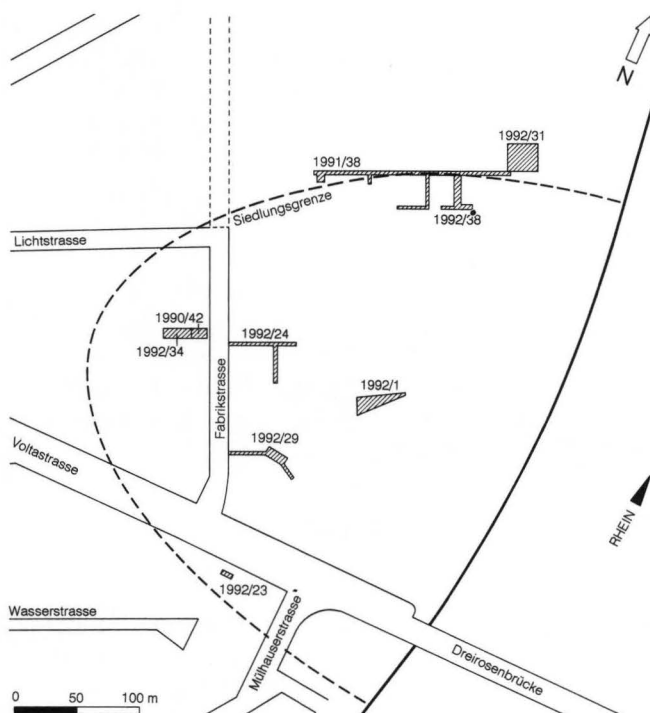 N
1992/31
1991/38
Siedlungsgrenze
1992/38
Lichtstrasse
1990/42
1992/34
1992/24
Fabrikstrasse
1992/1
1992/29
Voltastrasse
RHEIN
1992/23
Wasserstrasse
Mülhauserstrasse
Dreirosenbrücke
0 50 100 m